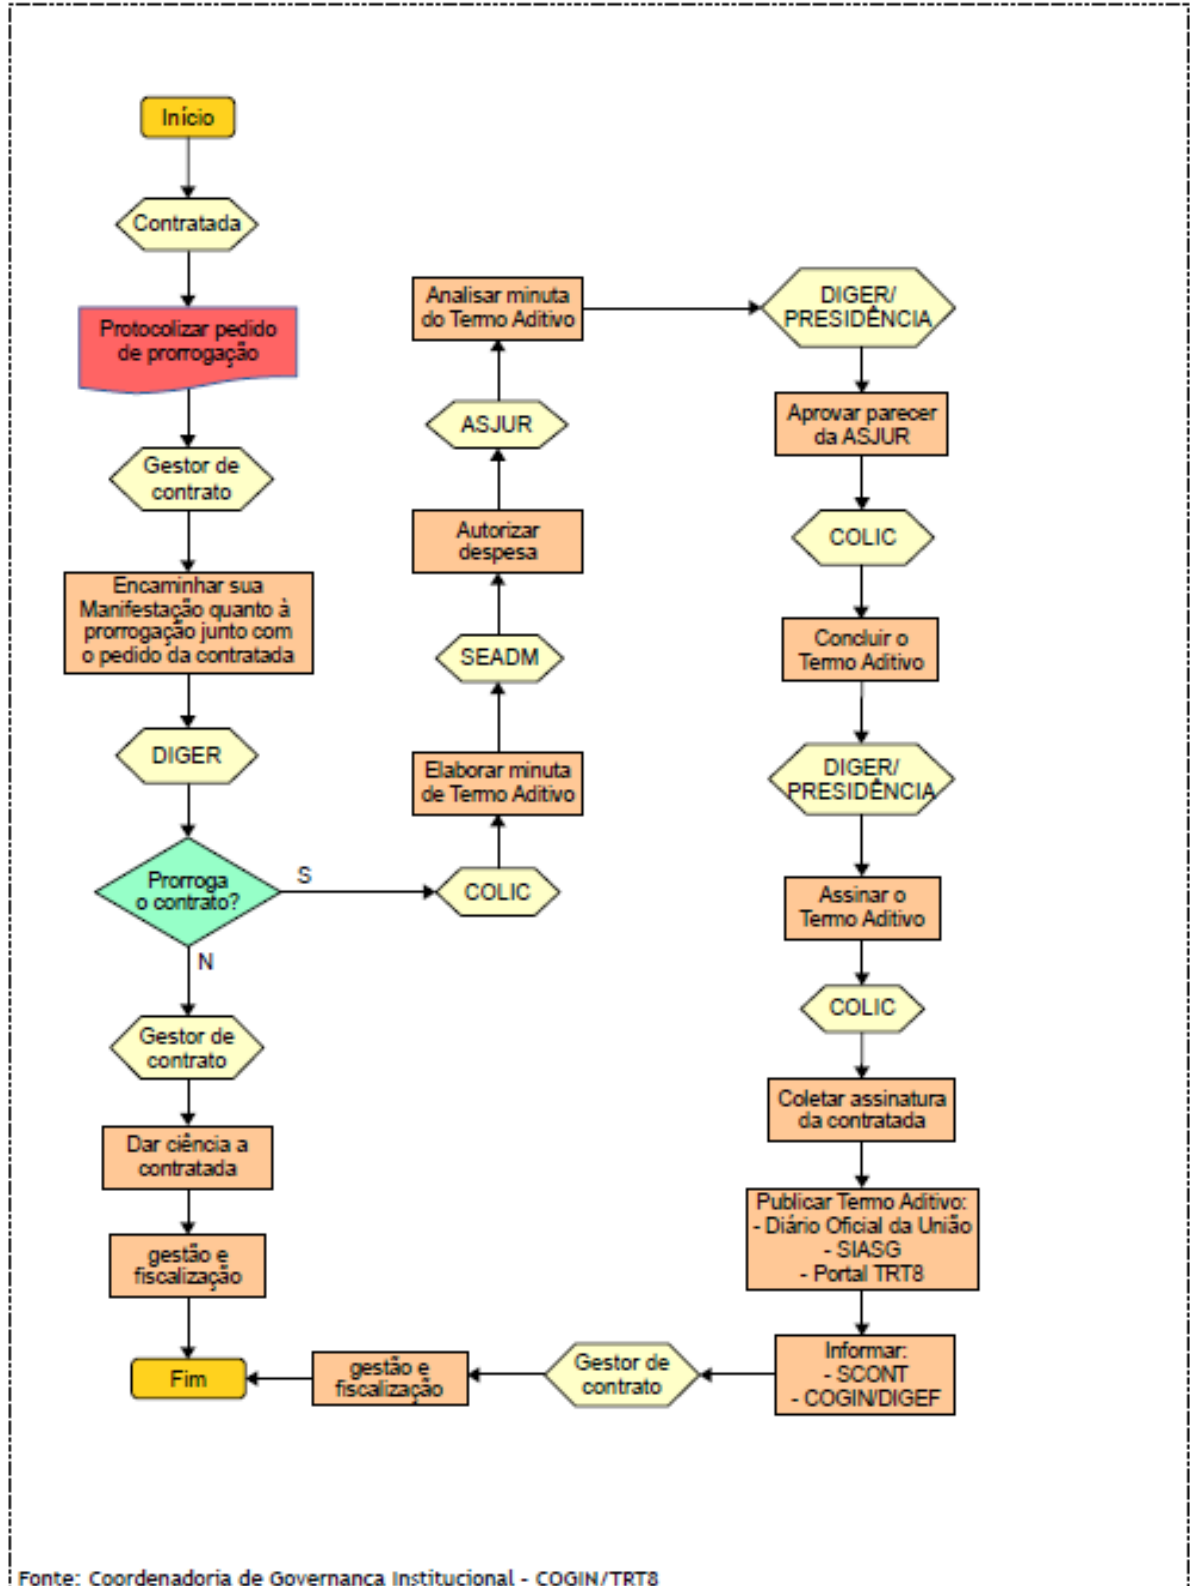 Início
Contratada
Protocolizar pedido
de prorrogação
Gestor de
contrato
Encaminhar sua
Manifestação quanto à
prorrogação junto com
o pedido da contratada
DIGER
Prorroga
o contrato?
S
N
Gestor de
contrato
Dar ciência a
contratada
gestão e
fiscalização
Fim
COLIC
Elaborar minuta
de Termo Aditivo
SEADM
Autorizar
despesa
ASJUR
Analisar minuta
do Termo Aditivo
DIGER/
PRESIDÊNCIA
Aprovar parecer
da ASJUR
COLIC
Concluir o
Termo Aditivo
DIGER/
PRESIDÊNCIA
Assinar o
Termo Aditivo
COLIC
Coletar assinatura
da contratada
Publicar Termo Aditivo:
- Diário Oficial da União
- SIASG
- Portal TRT8
Informar:
- SCONT
- COGIN/DIGEF
Gestor de
contrato
gestão e
fiscalização
Fonte: Coordenadoria de Governança Institucional - COGIN/TRT8